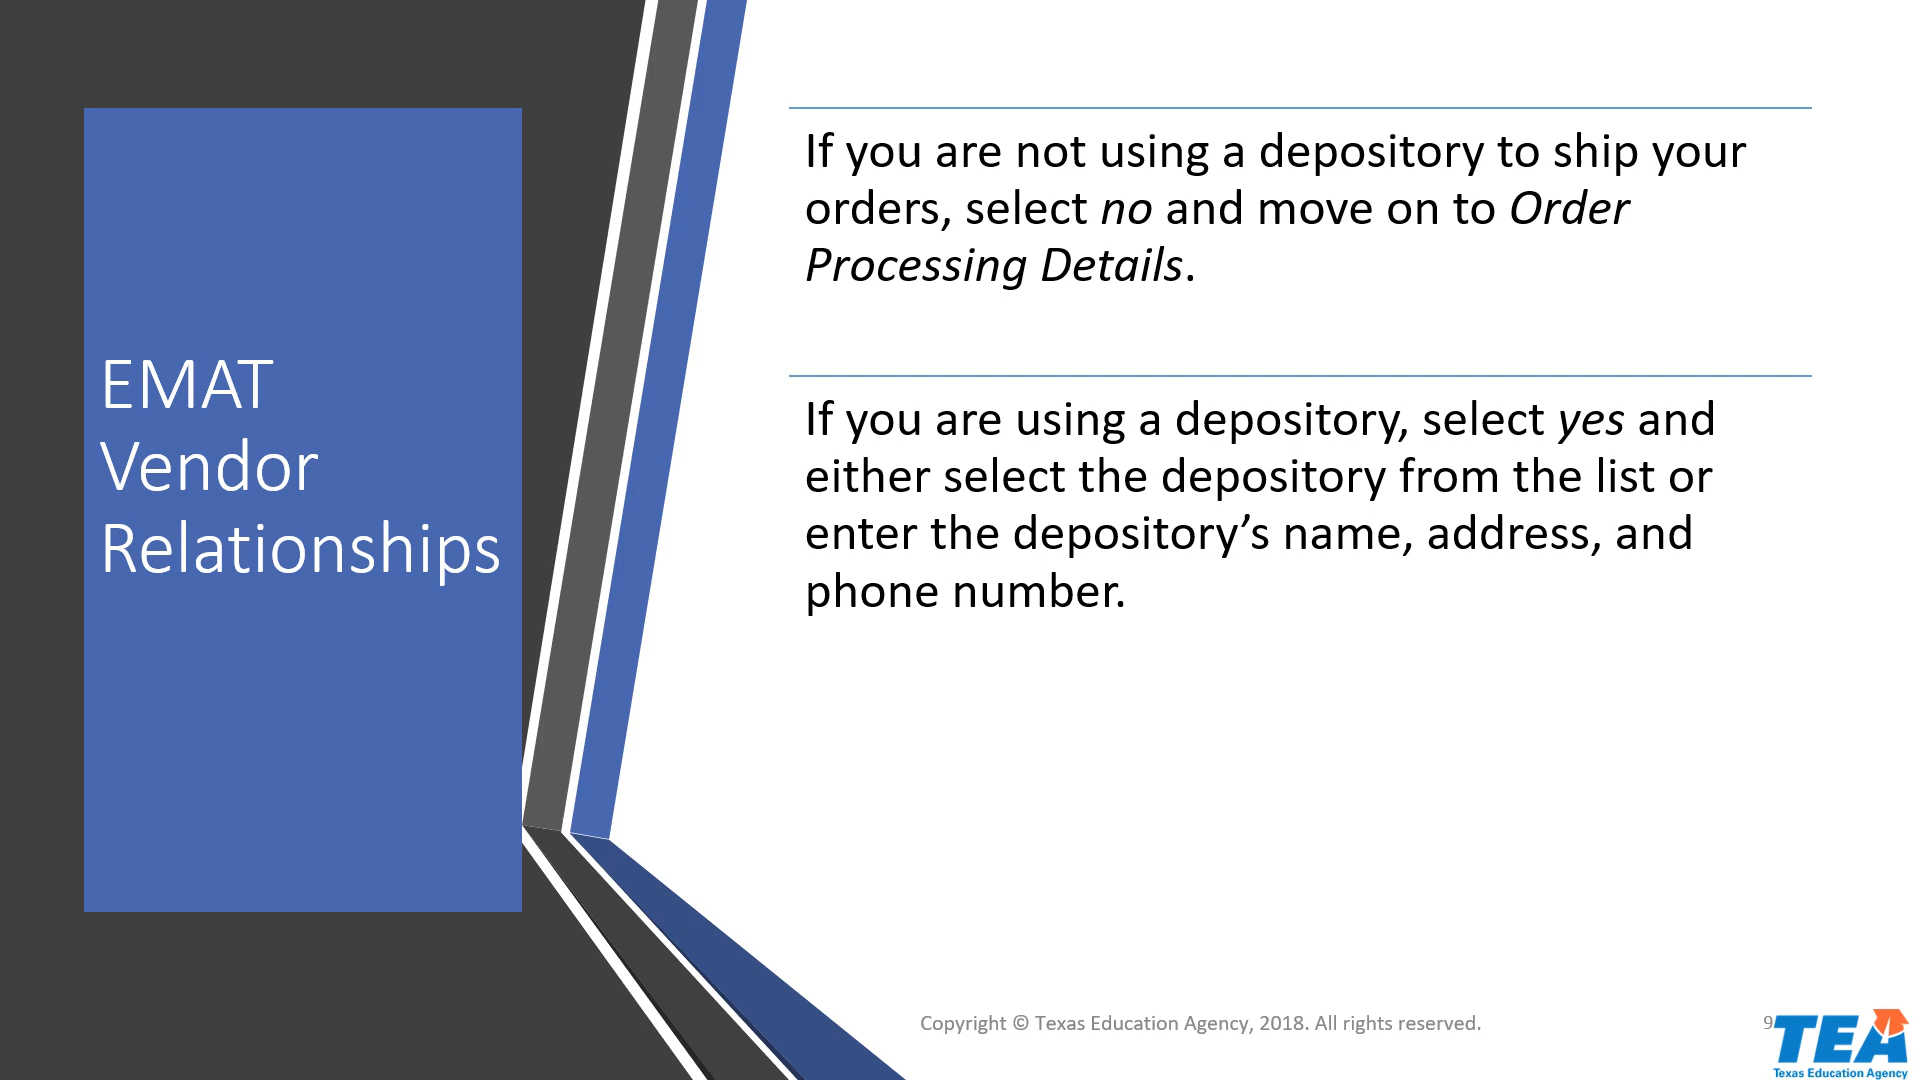 EMAT
Vendor
Relationships
If you are not using a depository to ship your
orders, select no and move on to Order
Processing Details.
If you are using a depository, select yes and
either select the depository from the list or
enter the depository’s name, address, and
phone number.
Copyright © Texas Education Agency, 2018. All rights reserved.
9
TEA
Texas Education Agency